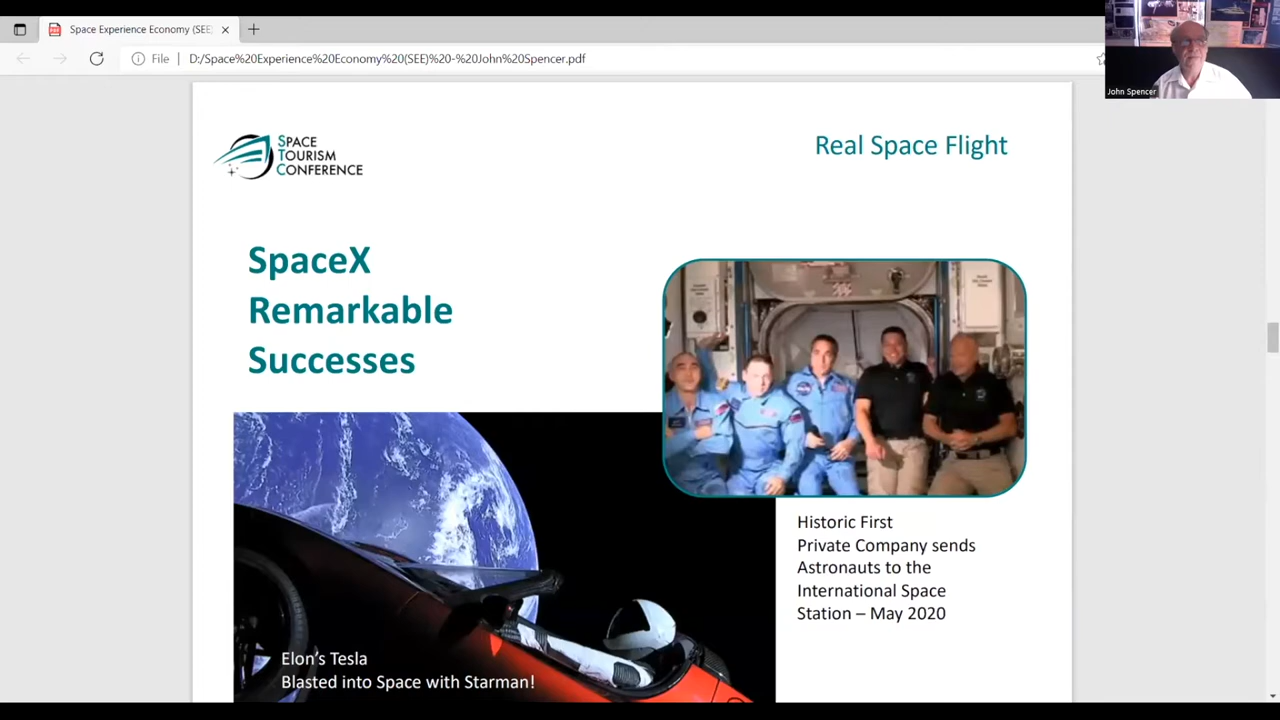 Space Experience Economy (SEE)
File
D:/Space%20Experience%20Economy%20(SEE)%20-%20John%20Spencer.pdf
John Spencer
SPACE
TOURISM
CONFERENCE
Real Space Flight
SpaceX
Remarkable
Successes
Historic First
Private Company sends
Astronauts to the
International Space
Station – May 2020
Elon’s Tesla
Blasted into Space with Starman!